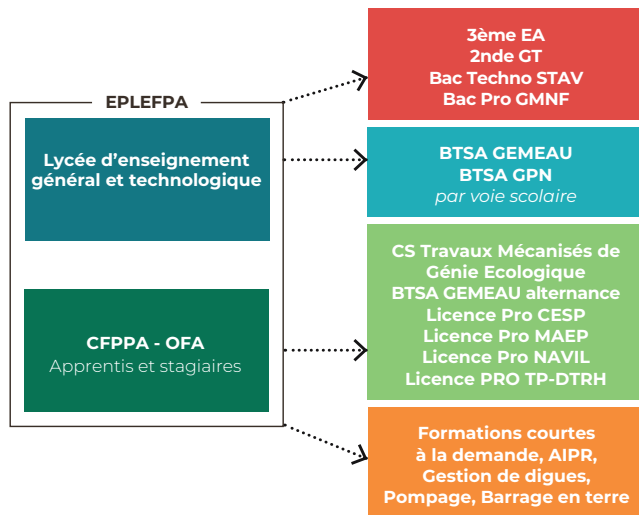 EPLEFPA
Lycée d’enseignement
général et technologique
CFPPA - OFA
Apprentis et stagiaires
3ème EA
2nde GT
Bac Techno STAV
Bac Pro GMNF
BTSA GEMEAU
BTSA GPN
par voie scolaire
CS Travaux Mécanisés de
Génie Ecologique
BTSA GEMEAU alternance
Licence Pro CESP
Licence Pro MAEP
Licence Pro NAVIL
Licence PRO TP-DTRH
Formations courtes
à la demande, AIPR,
Gestion de digues,
Pompage, Barrage en terre